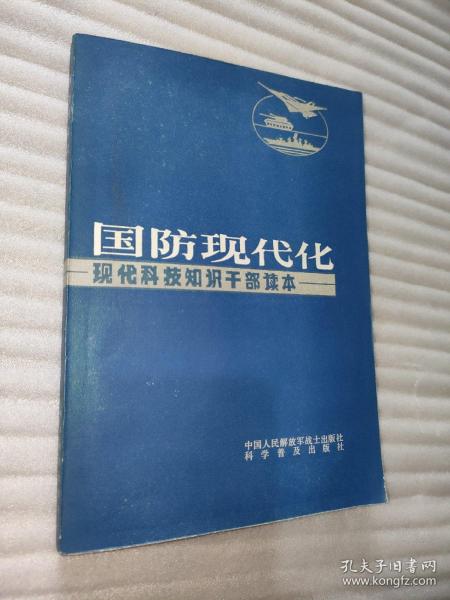 国防现代化
现代科技知识干部读本
中国人民解放军战士出版社
科学普及出版社
孔夫子旧书网
www.kongfz.com